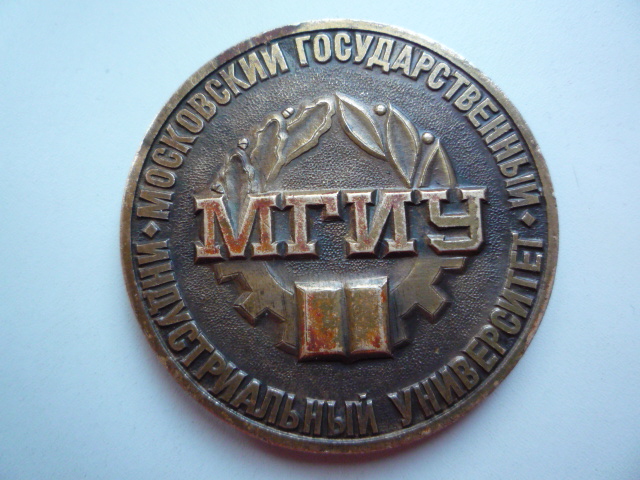 МОСКОВСКИЙ ГОСУДАРСТВЕННЫЙ
МГИУ
ИНДУСТРИАЛЬНЫЙ УНИВЕРСИТЕТ